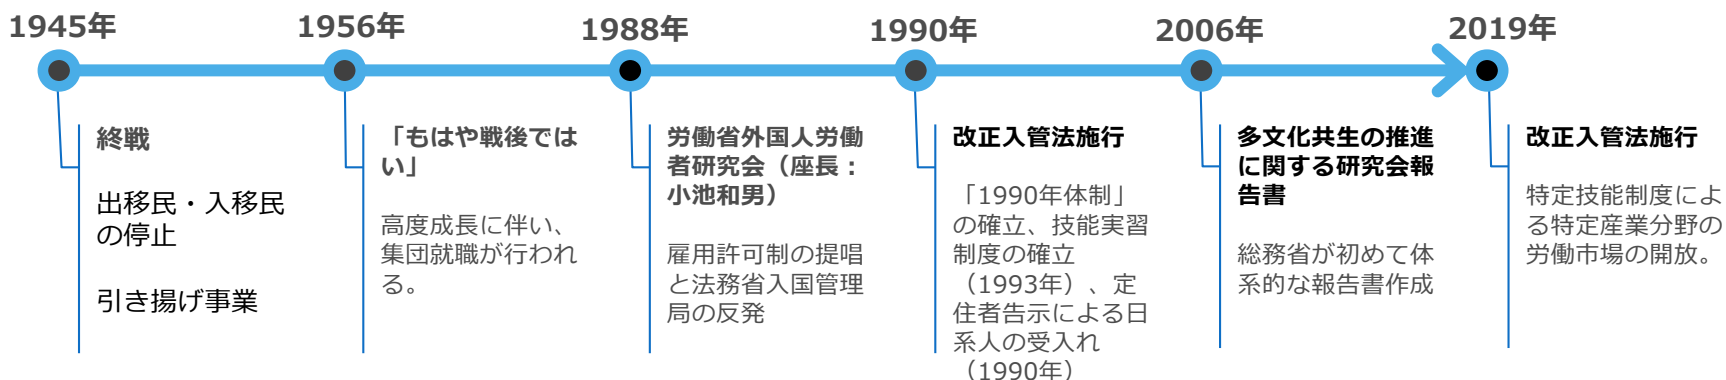 1945年
終戦
出移民・入移民
の停止
引き揚げ事業
1956年
「もはや戦後では
い」
高度成長に伴い、
集団就職が行われ
る。
1988年
労働省外国人労働
者研究会（座長：
小池和男）
雇用許可制の提唱
と法務省入国管理
局の反発
1990年
改正入管法施行
「1990年体制」
の確立、技能実習
制度の確立
（1993年）、定
住者告示による日
系人の受入れ
（1990年）
2006年
多文化共生の推進
に関する研究会報
告書
総務省が初めて体
系的な報告書作成
2019年
改正入管法施行
特定技能制度によ
る特定産業分野の
労働市場の開放。